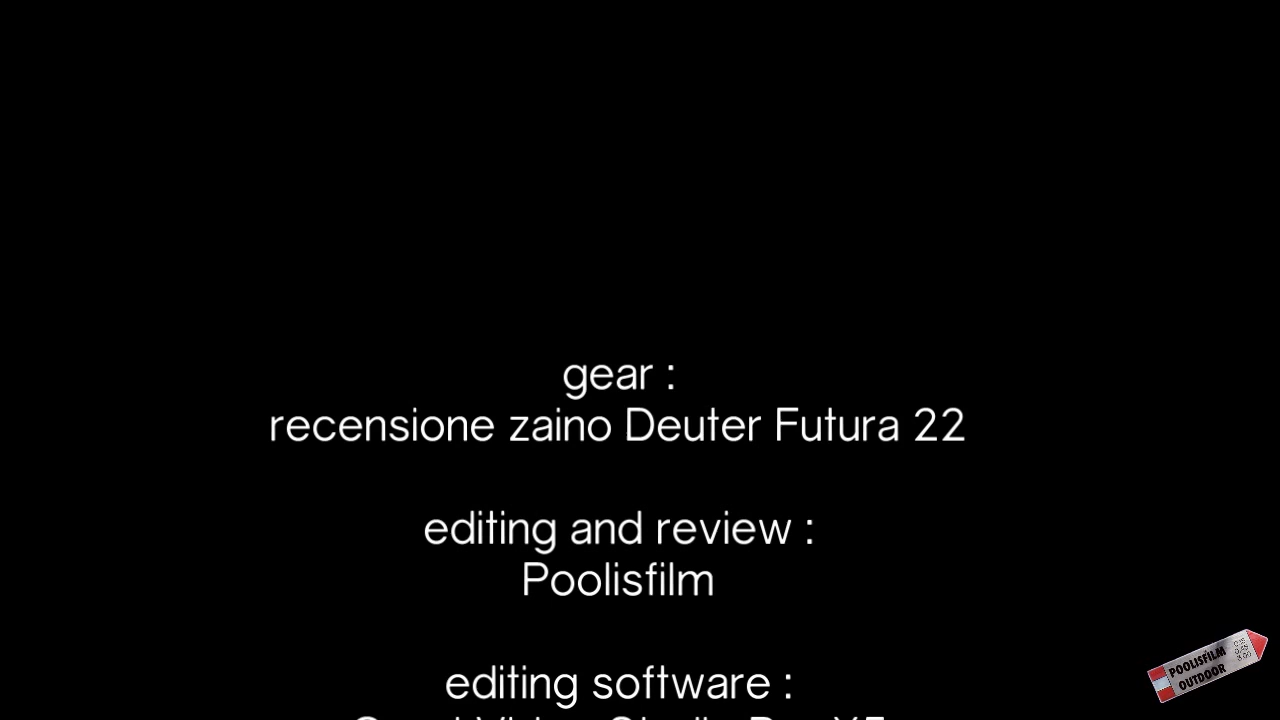 gear :
recensione zaino Deuter Futura 22
editing and review :
Poolisfilm
editing software :
POOLISFILM
OUTDOOR